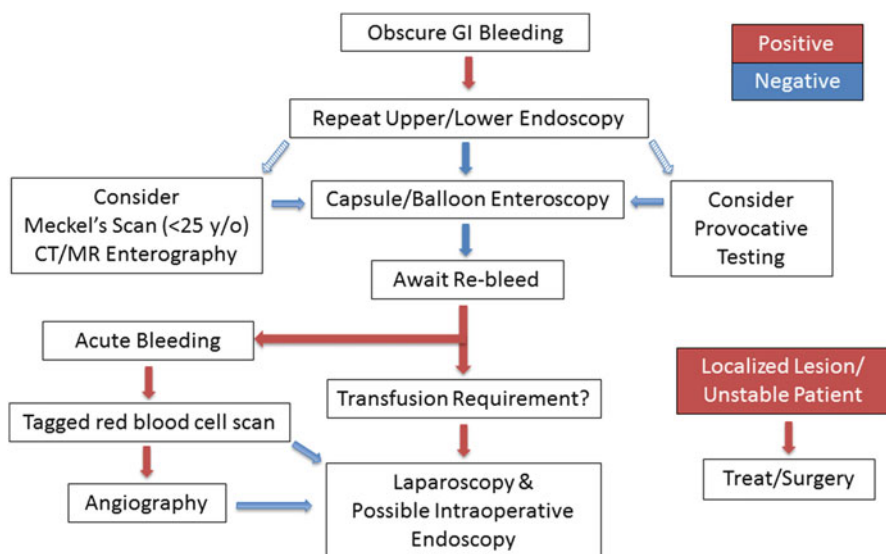 Obscure GI Bleeding
Positive
Negative
Repeat Upper/Lower Endoscopy
Consider
Meckel's Scan (<25 y/o)
CT/MR Enterography
Capsule/Balloon Enteroscopy
Consider
Provocative
Testing
Await Re-bleed
Acute Bleeding
Localized Lesion/
Unstable Patient
Transfusion Requirement?
Tagged red blood cell scan
Treat/Surgery
Angiography
Laparoscopy &
Possible Intraoperative
Endoscopy